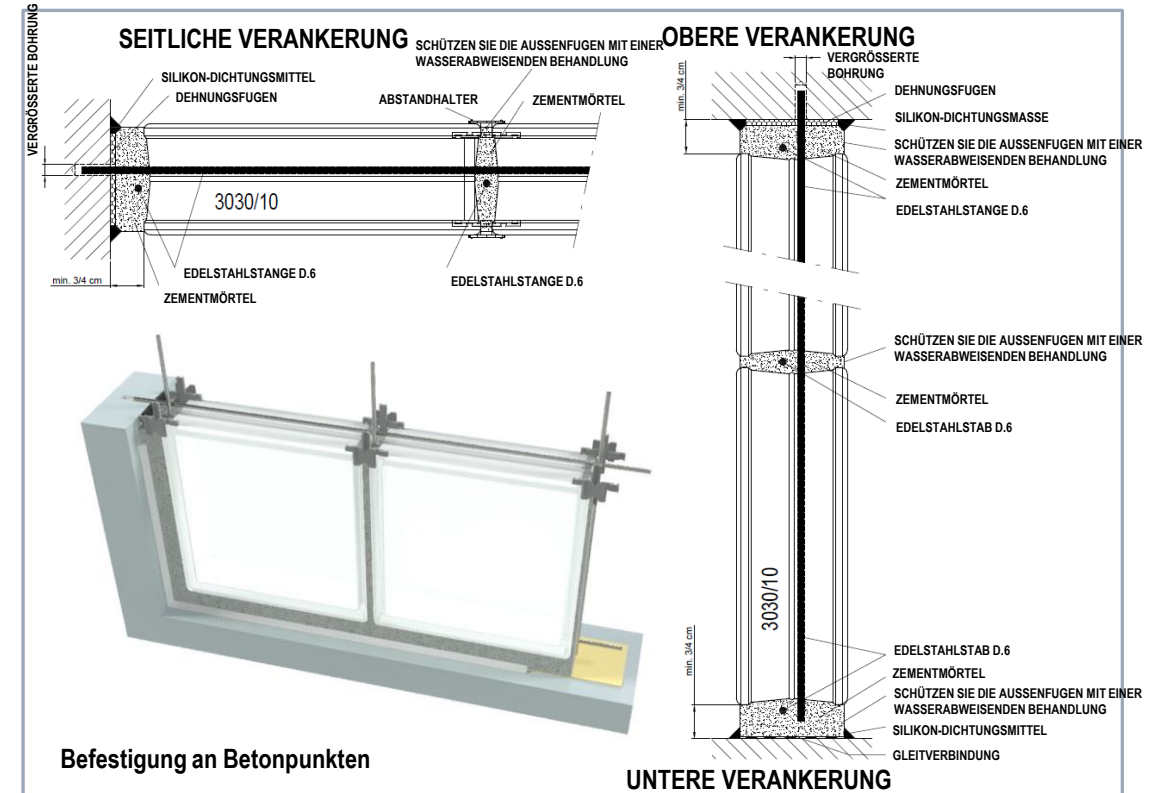 SEITLICHE VERANKERUNG
VERGRÖSSERTE BOHRUNG
SILIKON-DICHTUNGSMITTEL
DEHNUNGSFUGEN
SCHÜTZEN SIE DIE AUSSENFUGEN MIT EINER
WASSERABWEISENDEN BEHANDLUNG
ABSTANDHALTER
ZEMENTMÖRTEL
3030/10
EDELSTAHLSTANGE D.6
EDELSTAHLSTANGE D.6
min. 3/4 cm
ZEMENTMÖRTEL
Befestigung an Betonpunkten
OBERE VERANKERUNG
VERGRÖSSERTE
BOHRUNG
min. 3/4 cm
DEHNUNGSFUGEN
SILIKON-DICHTUNGSMASSE
SCHÜTZEN SIE DIE AUSSENFUGEN MIT EINER
WASSERABWEISENDEN BEHANDLUNG
ZEMENTMÖRTEL
EDELSTAHLSTANGE D.6
SCHÜTZEN SIE DIE AUSSENFUGEN MIT EINER
WASSERABWEISENDEN BEHANDLUNG
ZEMENTMÖRTEL
EDELSTAHLSTAB D.6
3030/10
min. 3/4 cm
EDELSTAHLSTAB D.6
ZEMENTMÖRTEL
SCHÜTZEN SIE DIE AUSSENFUGEN MIT EINER
WASSERABWEISENDEN BEHANDLUNG
SILIKON-DICHTUNGSMITTEL
GLEITVERBINDUNG
UNTERE VERANKERUNG